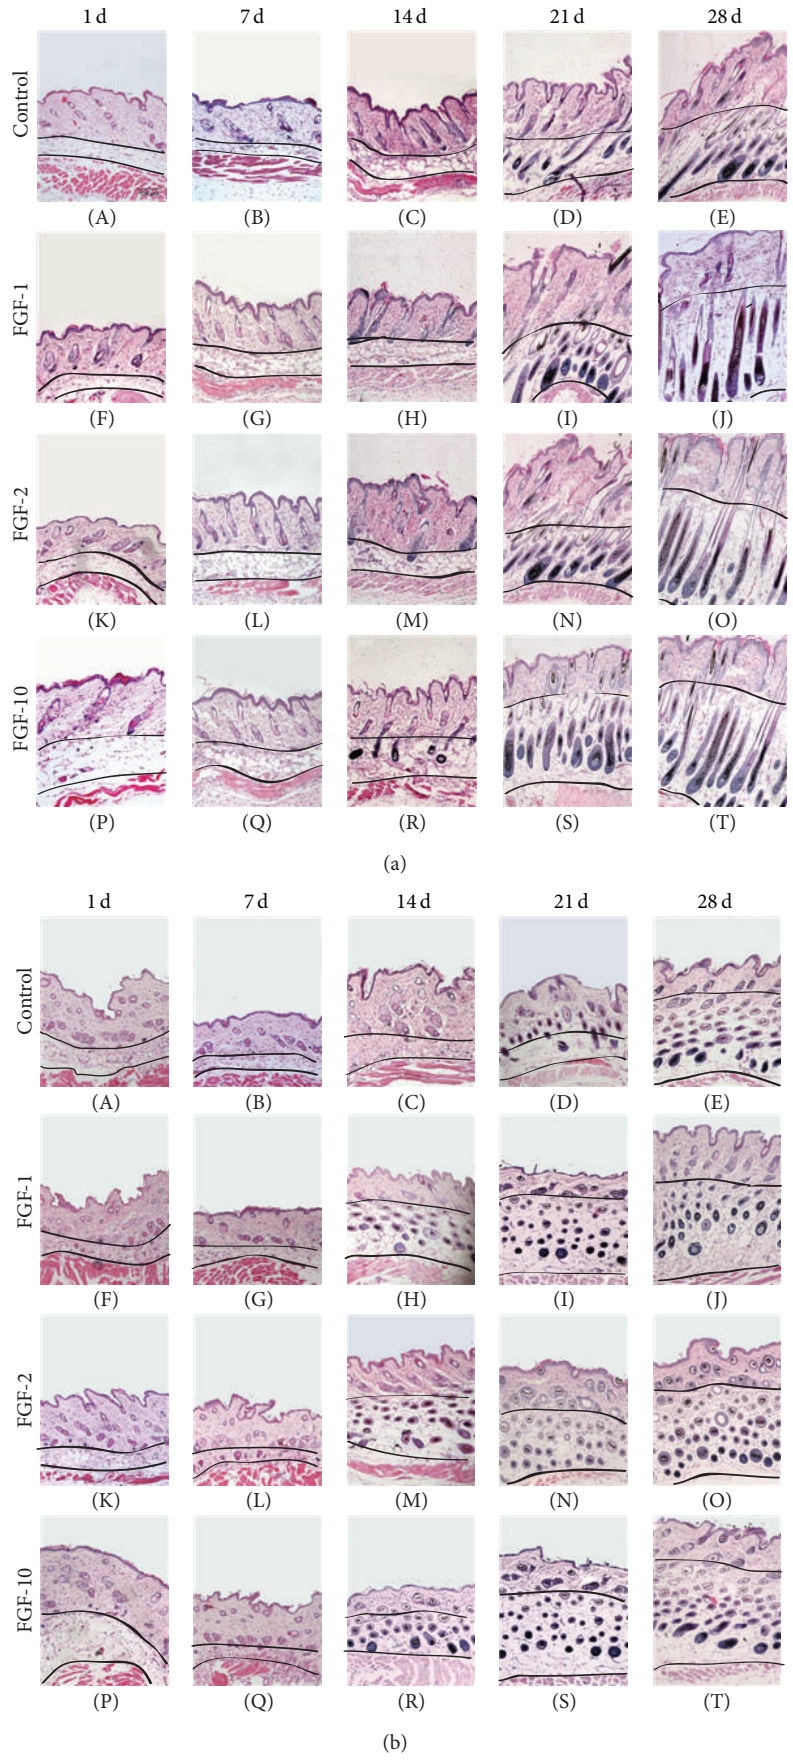 1 d 7 d 14 d 21 d 28 d
Control
(A) (B) (C) (D) (E)
FGF-1
(F) (G) (H) (I) (J)
FGF-2
(K) (L) (M) (N) (O)
FGF-10
(P) (Q) (R) (S) (T)
(a)
1 d 7 d 14 d 21 d 28 d
Control
(A) (B) (C) (D) (E)
FGF-1
(F) (G) (H) (I) (J)
FGF-2
(K) (L) (M) (N) (O)
FGF-10
(P) (Q) (R) (S) (T)
(b)